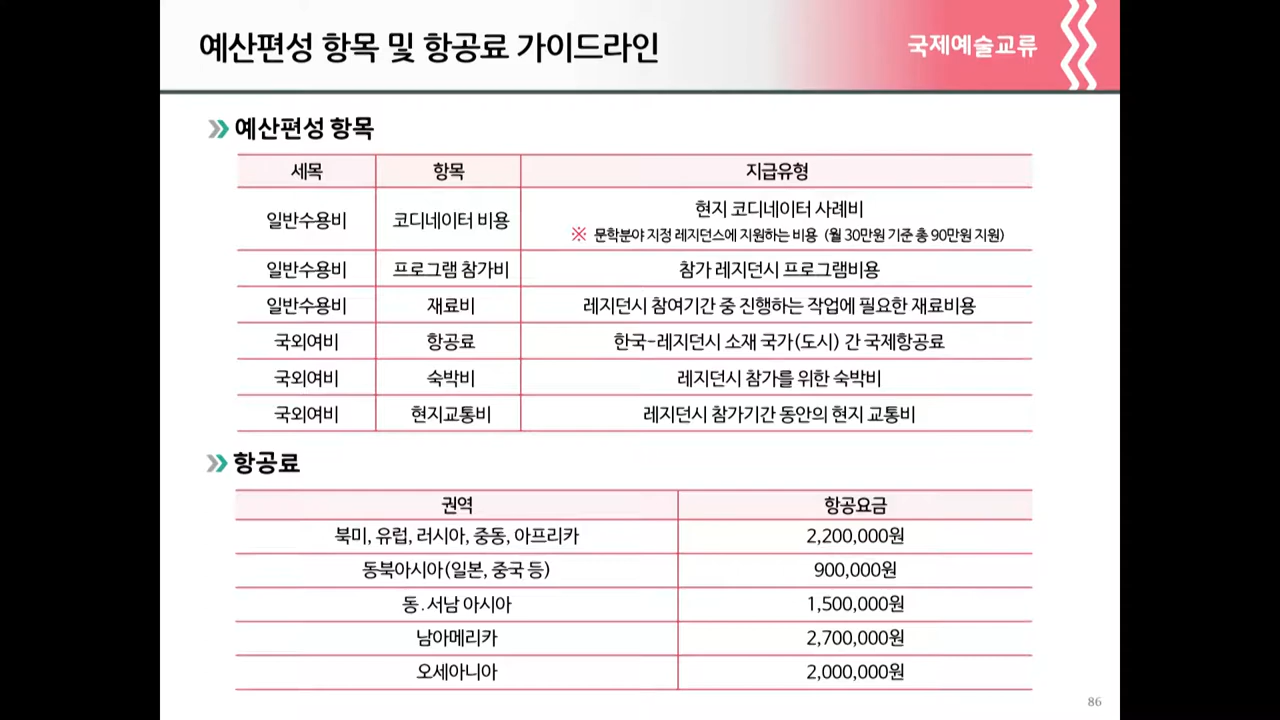 예산편성 항목 및 항공료 가이드라인
국제예술교류
예산편성 항목
세목 항목 지급유형
일반수용비 코디네이터 비용 현지 코디네이터 사례비
※ 문학분야 지정 레지던스에 지원하는 비용 (월 30만원 기준 총 90만원 지원)
일반수용비 프로그램 참가비 참가 레지던시 프로그램비용
일반수용비 재료비 레지던시 참여기간 중 진행하는 작업에 필요한 재료비용
국외여비 항공료 한국-레지던시 소재 국가(도시) 간 국제항공료
국외여비 숙박비 레지던시 참가를 위한 숙박비
국외여비 현지교통비 레지던시 참가기간 동안의 현지 교통비
항공료
권역 항공요금
북미, 유럽, 러시아, 중동, 아프리카 2,200,000원
동북아시아(일본, 중국 등) 900,000원
동.서남 아시아 1,500,000원
남아메리카 2,700,000원
오세아니아 2,000,000원
86